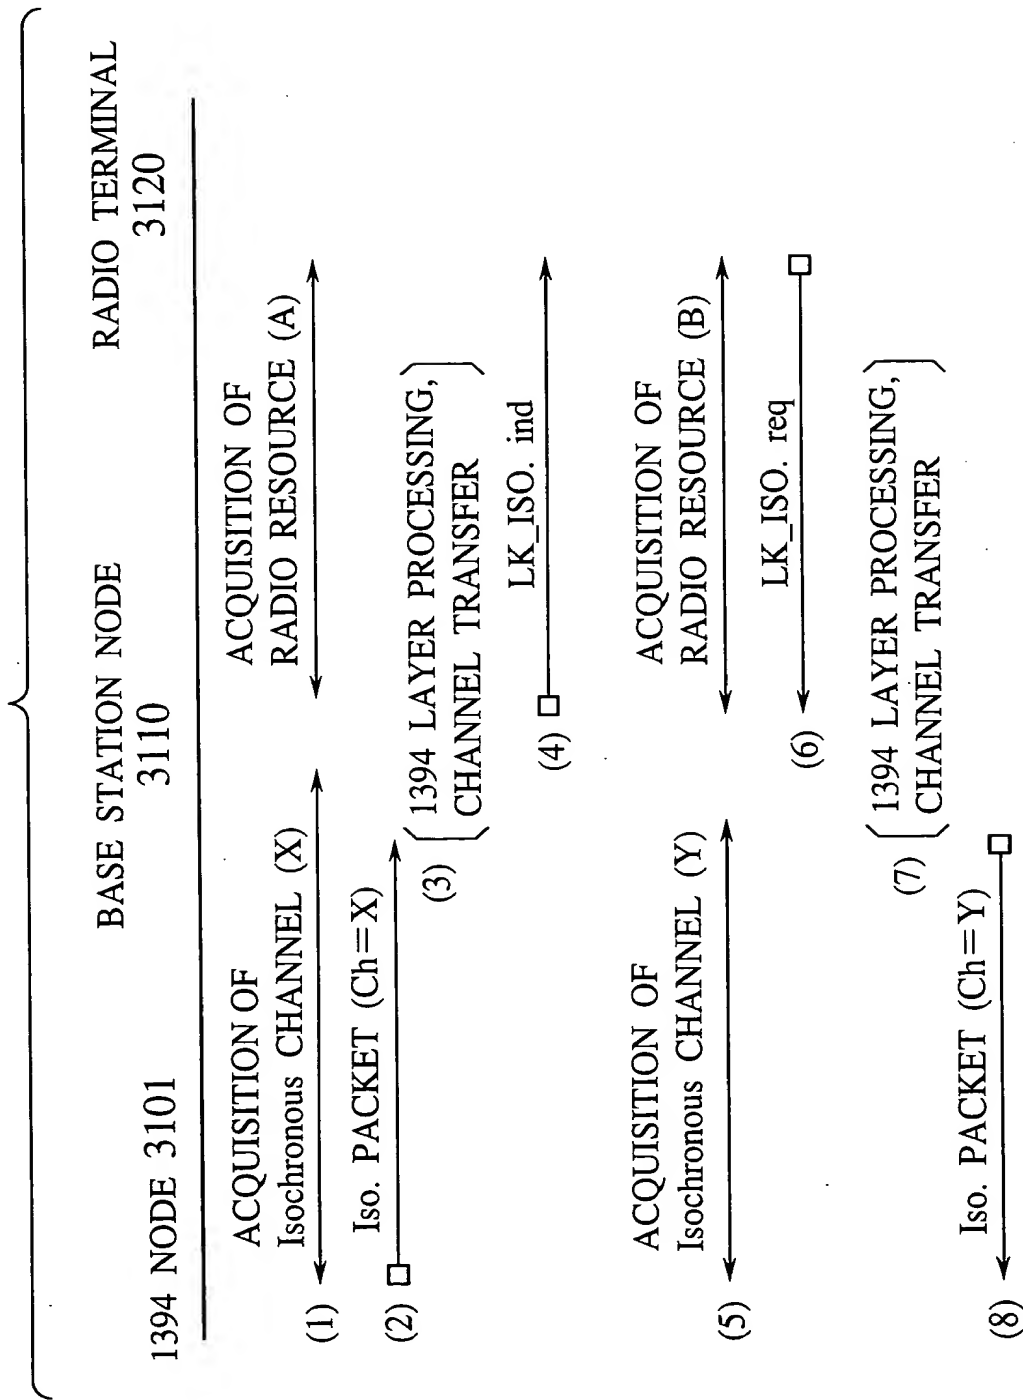 1394 NODE 3101
BASE STATION NODE
3110
RADIO TERMINAL
3120
(1)
ACQUISITION OF
Isochronous CHANNEL (X)
ACQUISITION OF
RADIO RESOURCE (A)
(2)
Iso. PACKET (Ch=X)
(3)
1394 LAYER PROCESSING,
CHANNEL TRANSFER
(4)
LK_ISO. ind
(5)
ACQUISITION OF
Isochronous CHANNEL (Y)
ACQUISITION OF
RADIO RESOURCE (B)
(6)
LK_ISO. req
(7)
1394 LAYER PROCESSING,
CHANNEL TRANSFER
(8)
Iso. PACKET (Ch=Y)